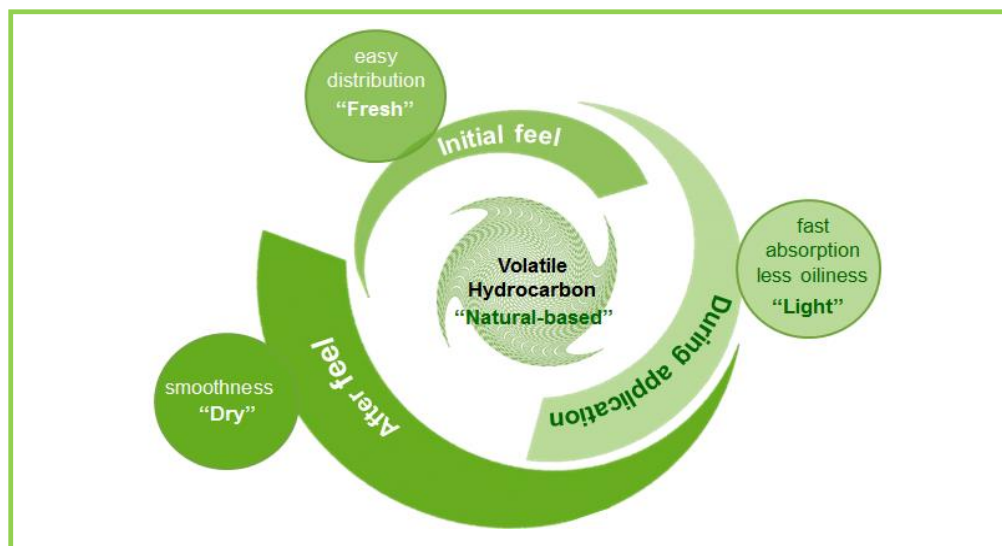 easy
distribution
“Fresh”
Initial feel
fast
absorption
less oiliness
“Light”
Volatile
Hydrocarbon
“Natural-based”
During application
After feel
smoothness
“Dry”